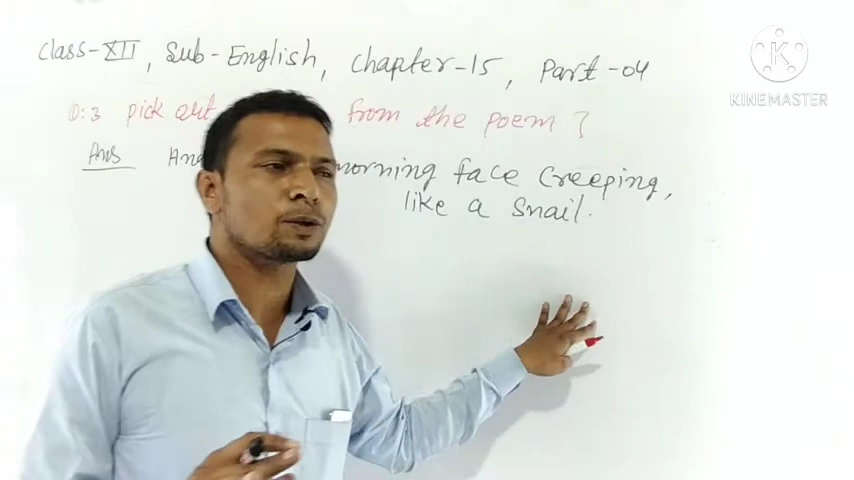 Class-XII, Sub-English, Chapter-15, Part-04
KINEMASTER
Q:3 pick out from the poem ?
Ans And morning face creeping,
like a Snail.